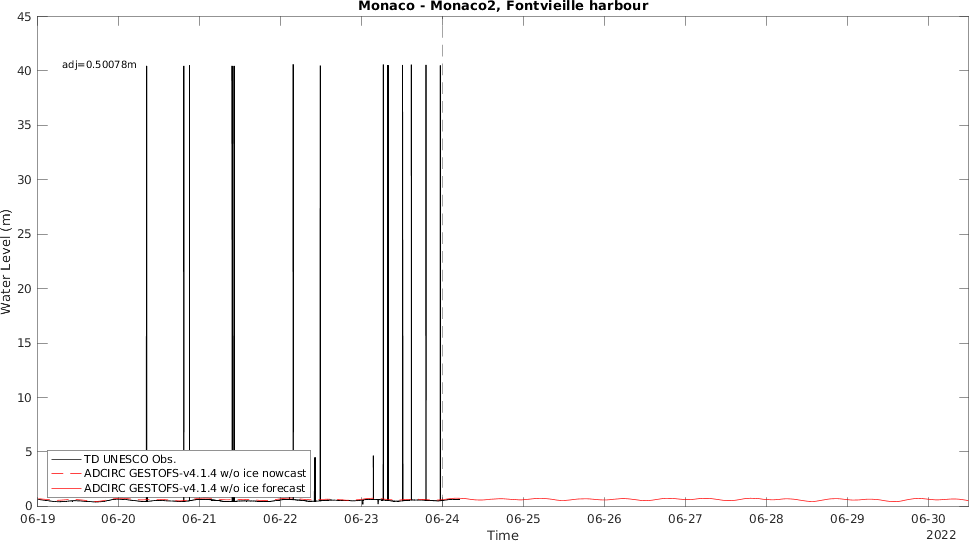 Monaco - Monaco2, Fontvieille harbour
45
40
35
30
25
20
15
10
5
0
Water Level (m)
adj=0.50078m
TD UNESCO Obs.
ADCIRC GESTOFS-v4.1.4 w/o ice nowcast
ADCIRC GESTOFS-v4.1.4 w/o ice forecast
06-19 06-20 06-21 06-22 06-23 06-24 06-25 06-26 06-27 06-28 06-29 06-30
2022
Time